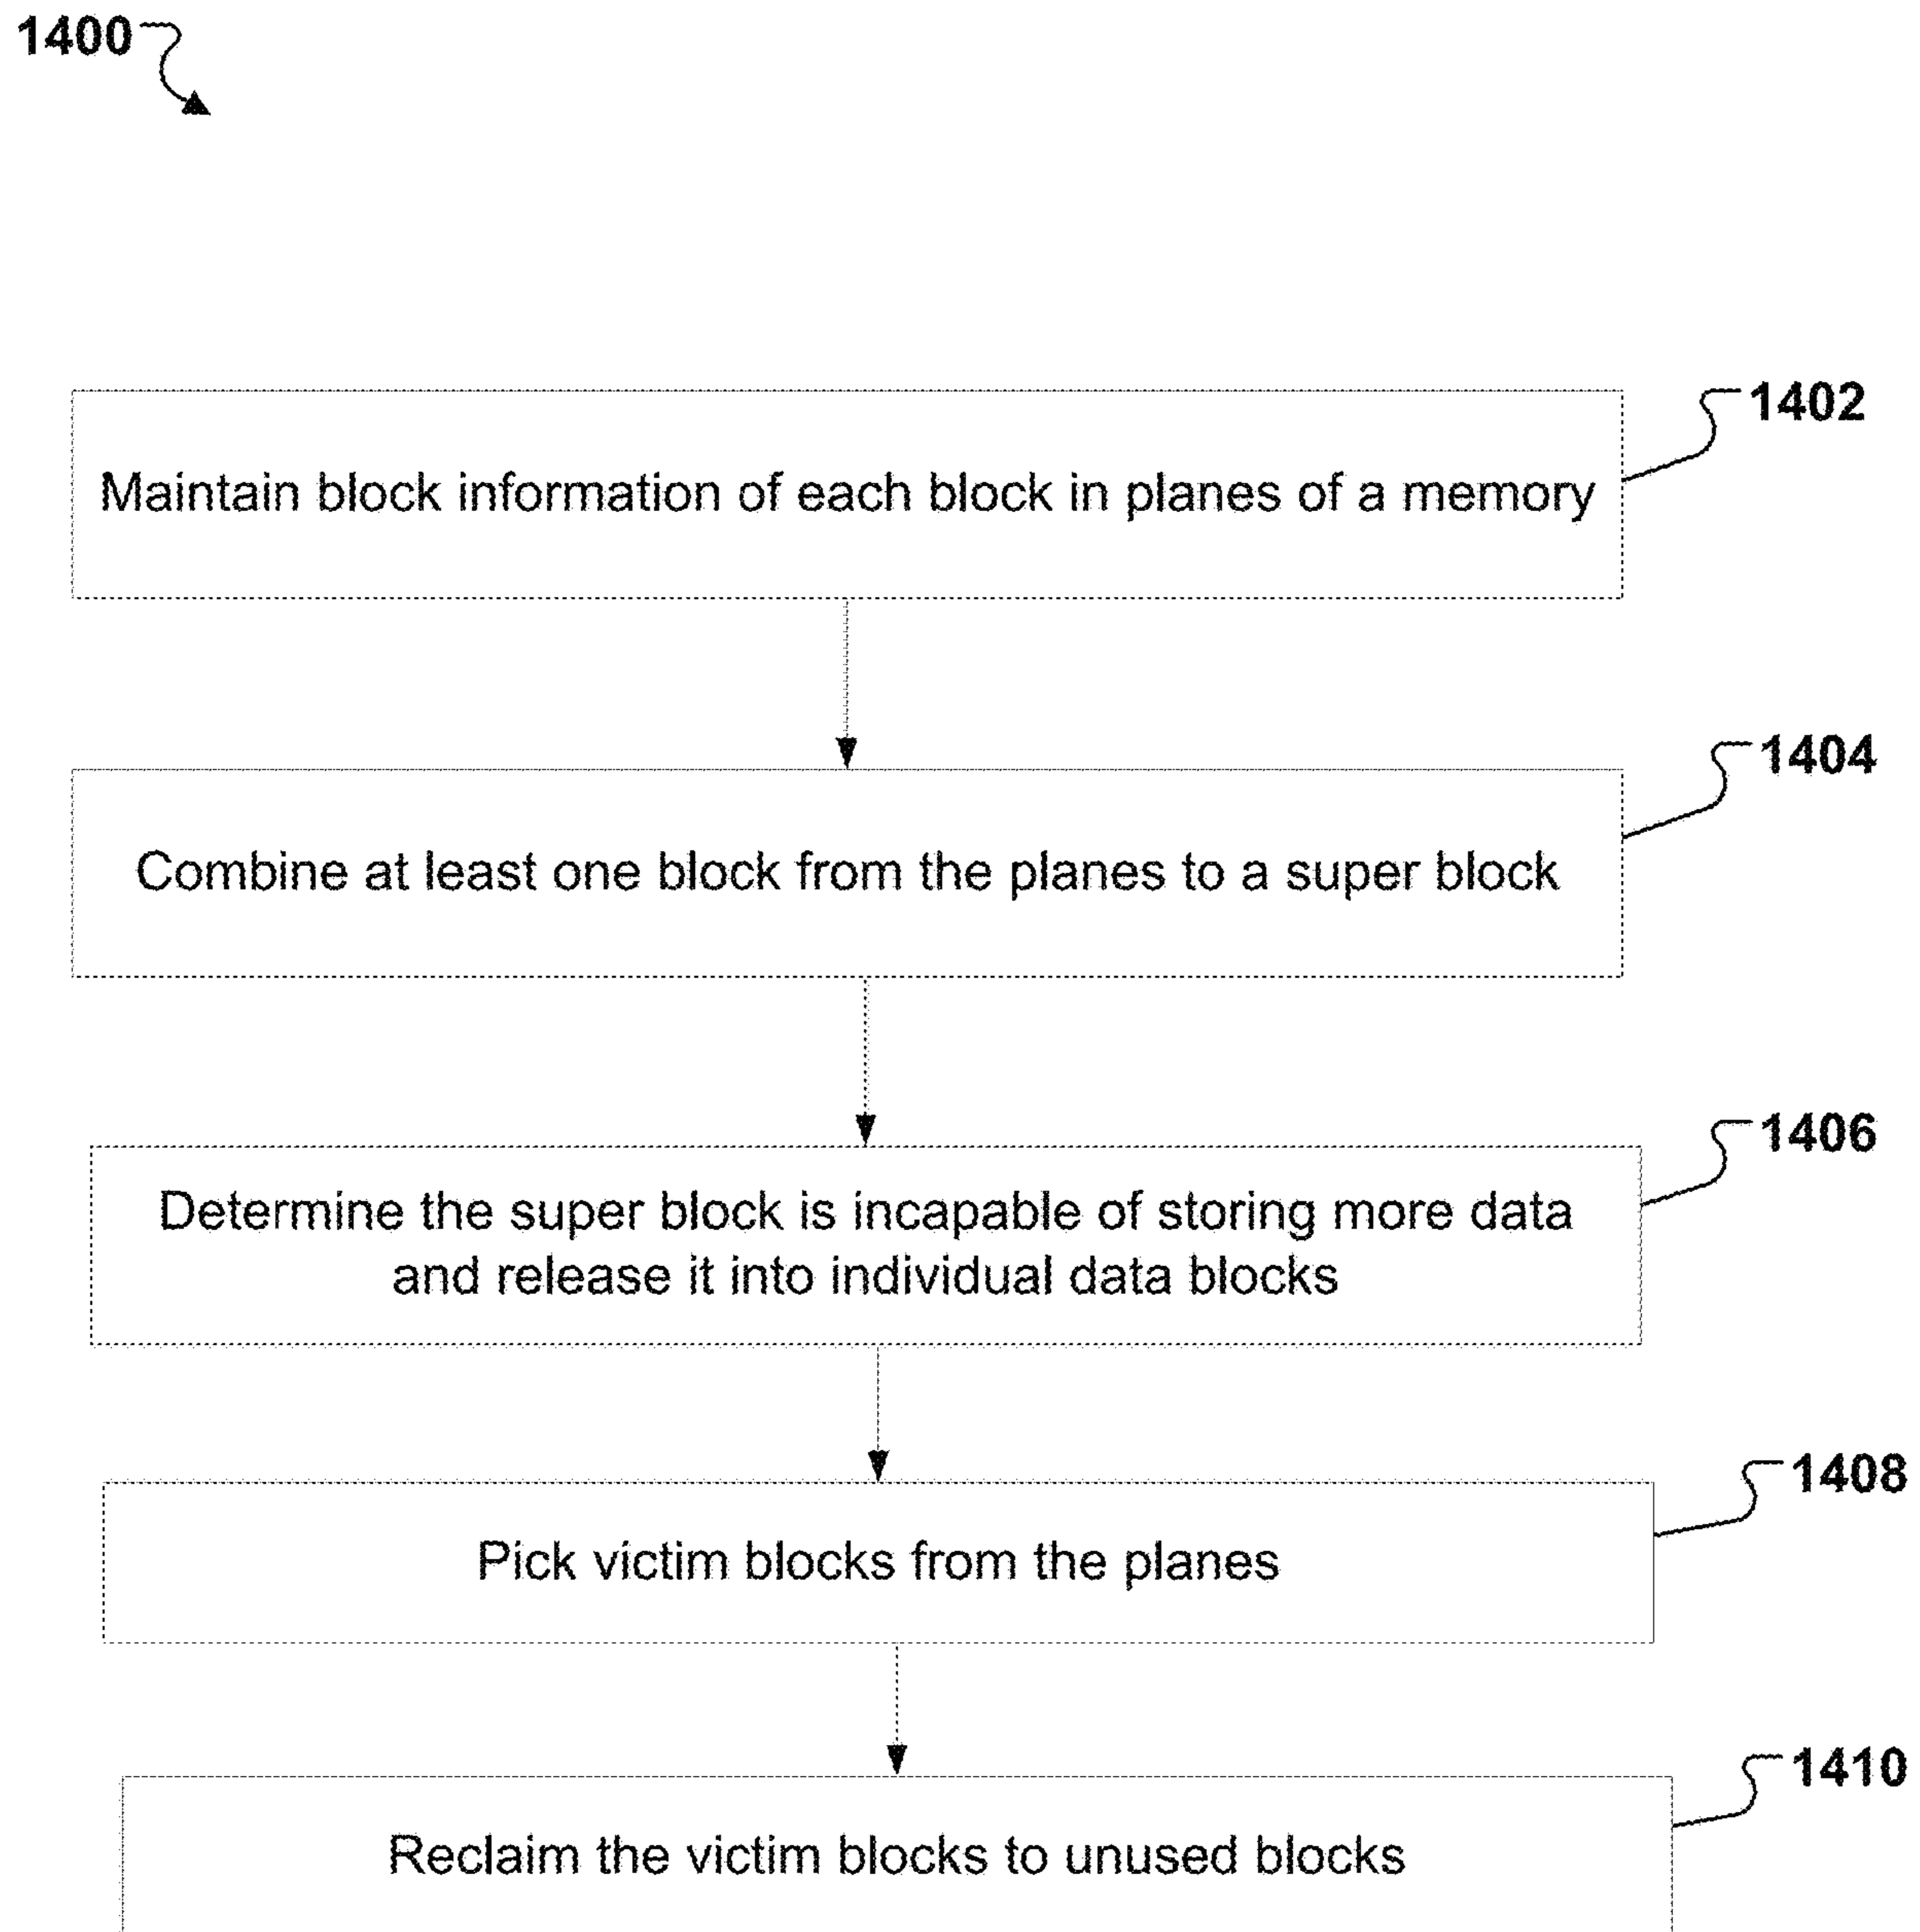 1400
1402
Maintain block information of each block in planes of a memory
1404
Combine at least one block from the planes to a super block
1406
Determine the super block is incapable of storing more data
and release it into individual data blocks
1408
Pick victim blocks from the planes
1410
Reclaim the victim blocks to unused blocks